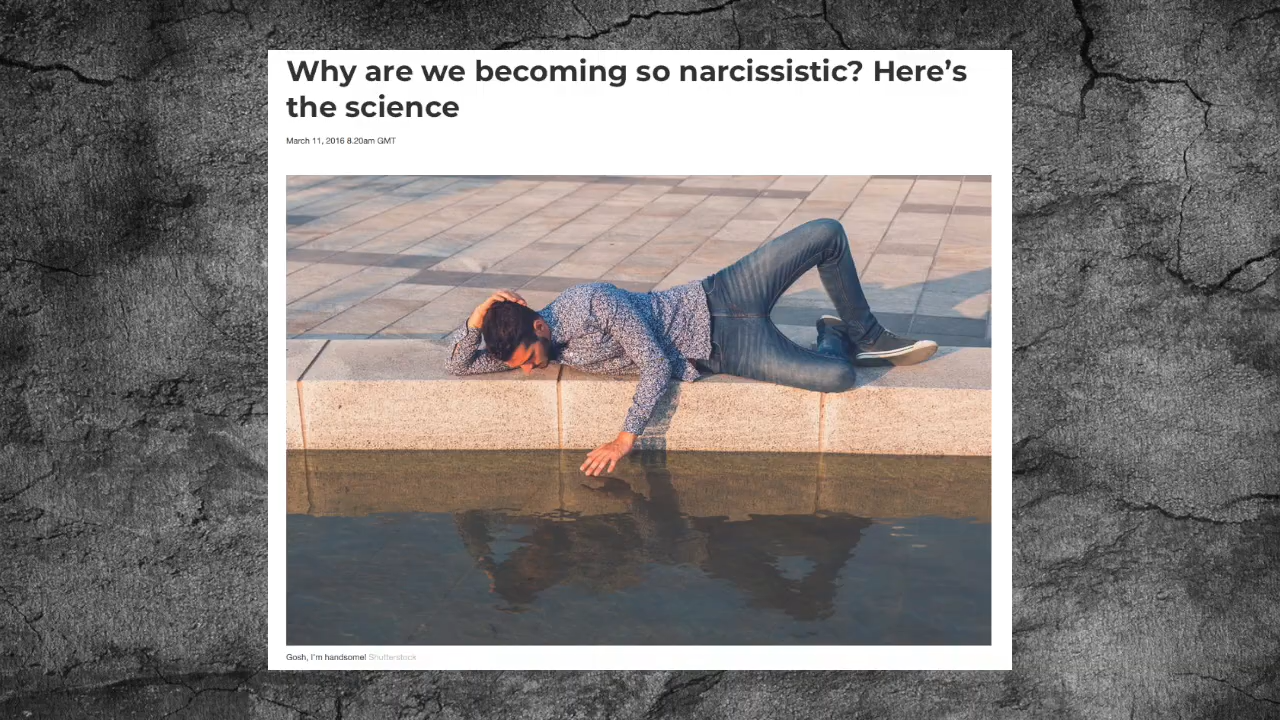 Why are we becoming so narcissistic? Here’s
the science
March 11, 2016 8.20am GMT
Gosh, I'm handsome! Shutterstock